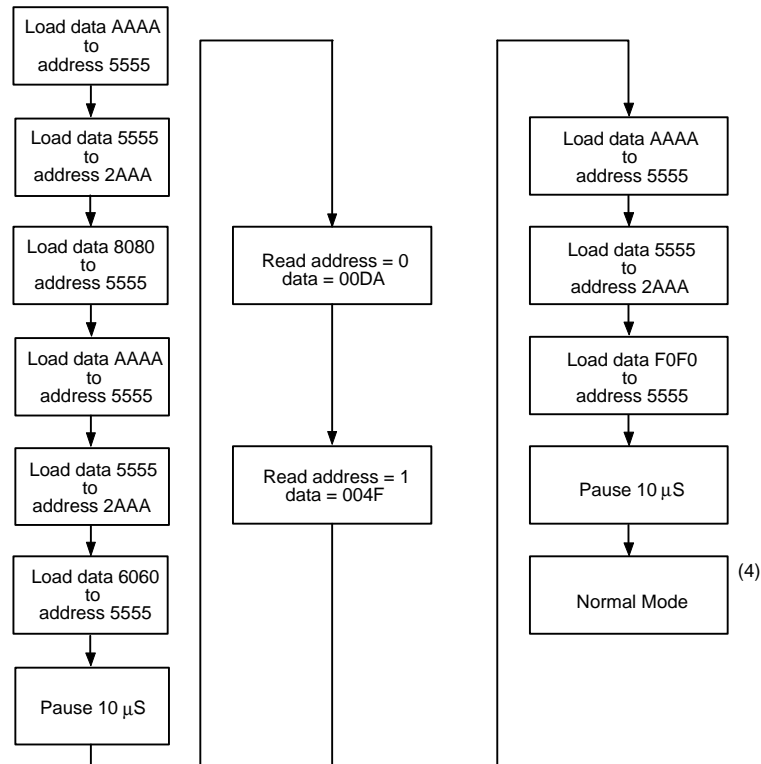 Load data AAAA
to
address 5555
Load data 5555
to
address 2AAA
Load data 8080
to
address 5555
Load data AAAA
to
address 5555
Load data 5555
to
address 2AAA
Load data 6060
to
address 5555
Pause 10 μS
Read address = 0
data = 00DA
Read address = 1
data = 004F
Load data AAAA
to
address 5555
Load data 5555
to
address 2AAA
Load data F0F0
to
address 5555
Pause 10 μS
Normal Mode
(4)